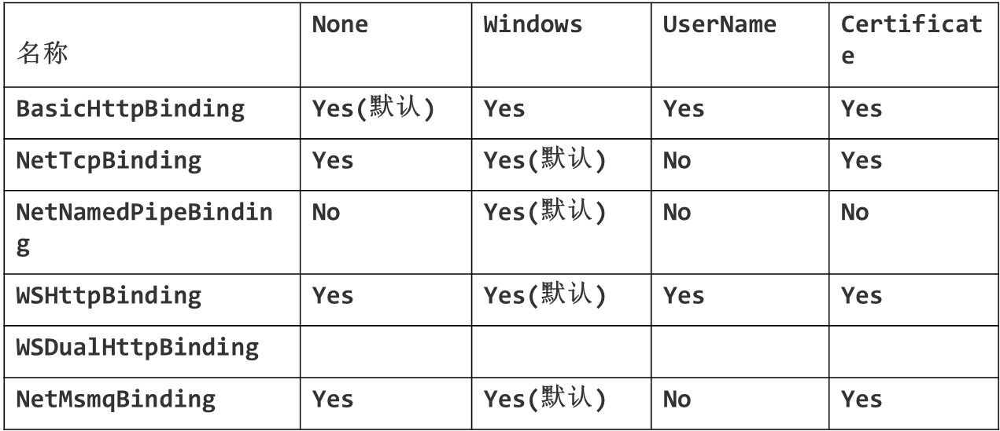 名称 None Windows UserName Certificat
e
BasicHttpBinding Yes(默认) Yes Yes Yes
NetTcpBinding Yes Yes(默认) No Yes
NetNamedPipeBindin
g No Yes(默认) No No
WSHttpBinding Yes Yes(默认) Yes Yes
WSDualHttpBinding
NetMsmqBinding Yes Yes(默认) No Yes